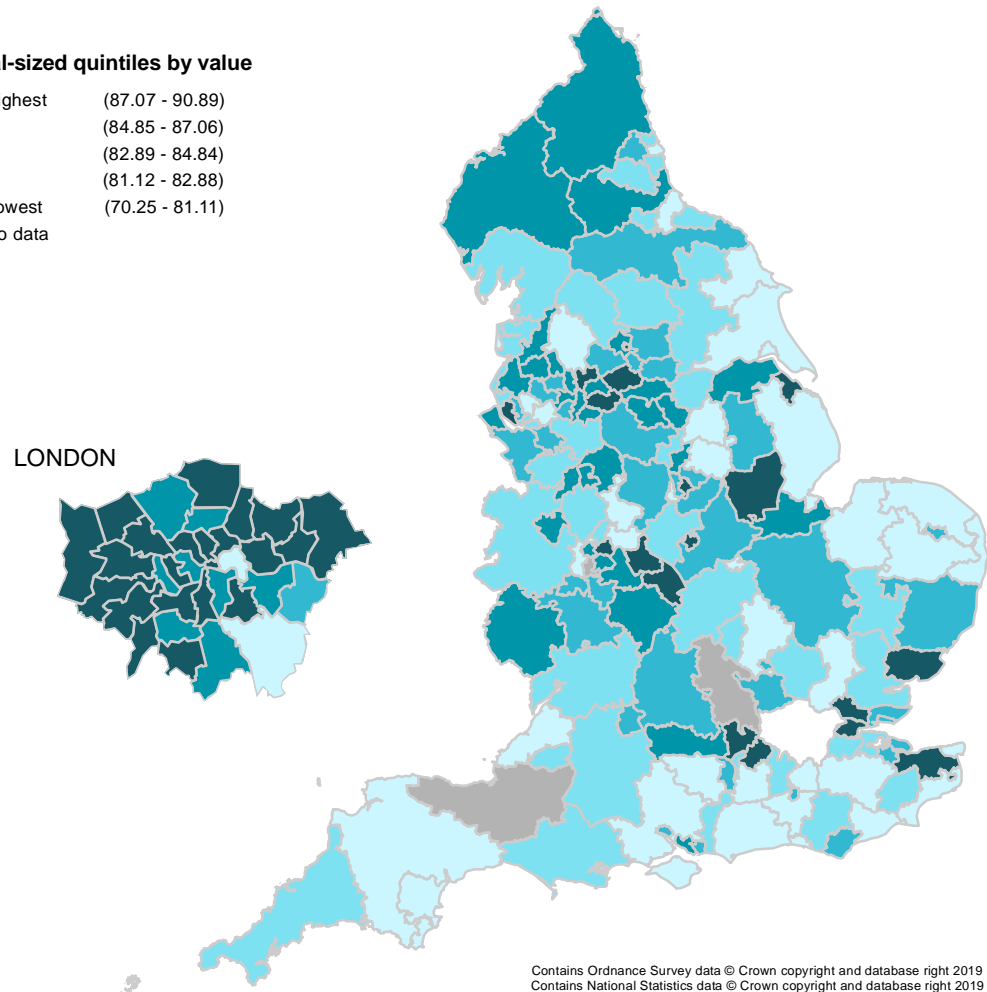 al-sized quintiles by value
ghest (87.07 - 90.89)
(84.85 - 87.06)
(82.89 - 84.84)
(81.12 - 82.88)
owest (70.25 - 81.11)
o data
LONDON
Contains Ordnance Survey data © Crown copyright and database right 2019
Contains National Statistics data © Crown copyright and database right 2019